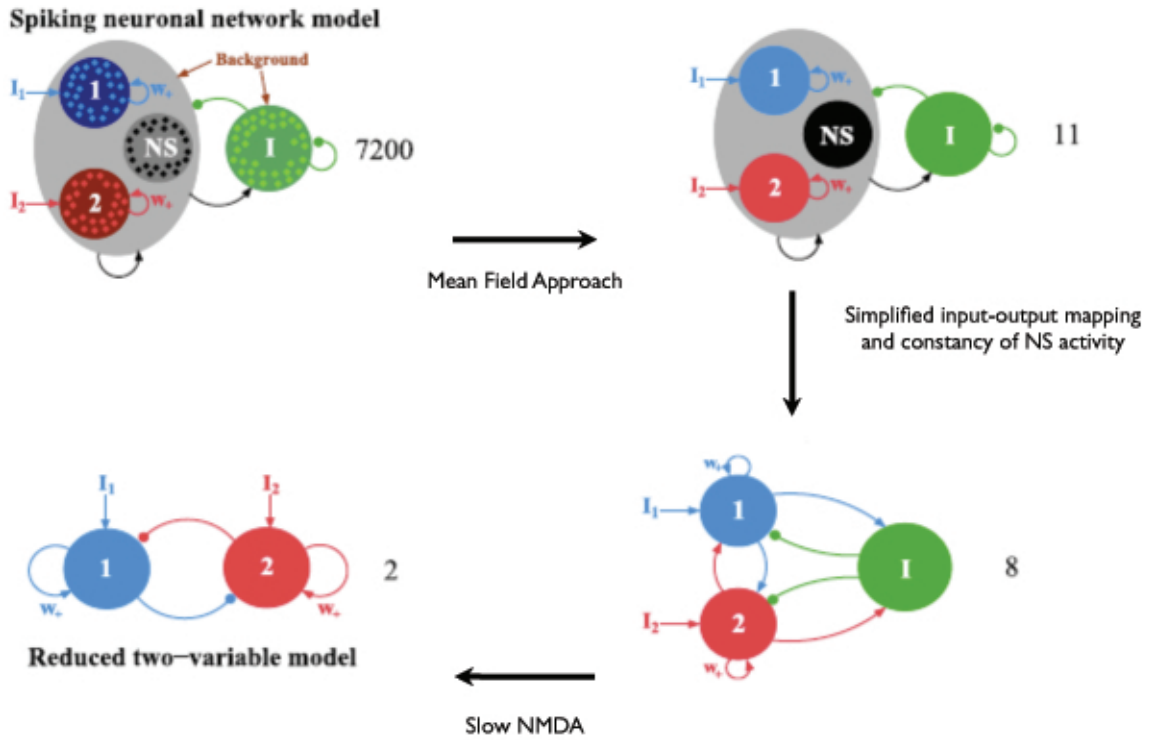 Spiking neuronal network model
Background
I₁
1
w₊
NS
I
7200
I₂
2
w₊
I₁
1
w₊
NS
I
11
I₂
2
w₊
Mean Field Approach
Simplified input-output mapping
and constancy of NS activity
I₁
I₂
1
2
2
w₊
w₊
Reduced two-variable model
w₊
I₁
1
I
8
I₂
2
w₊
Slow NMDA